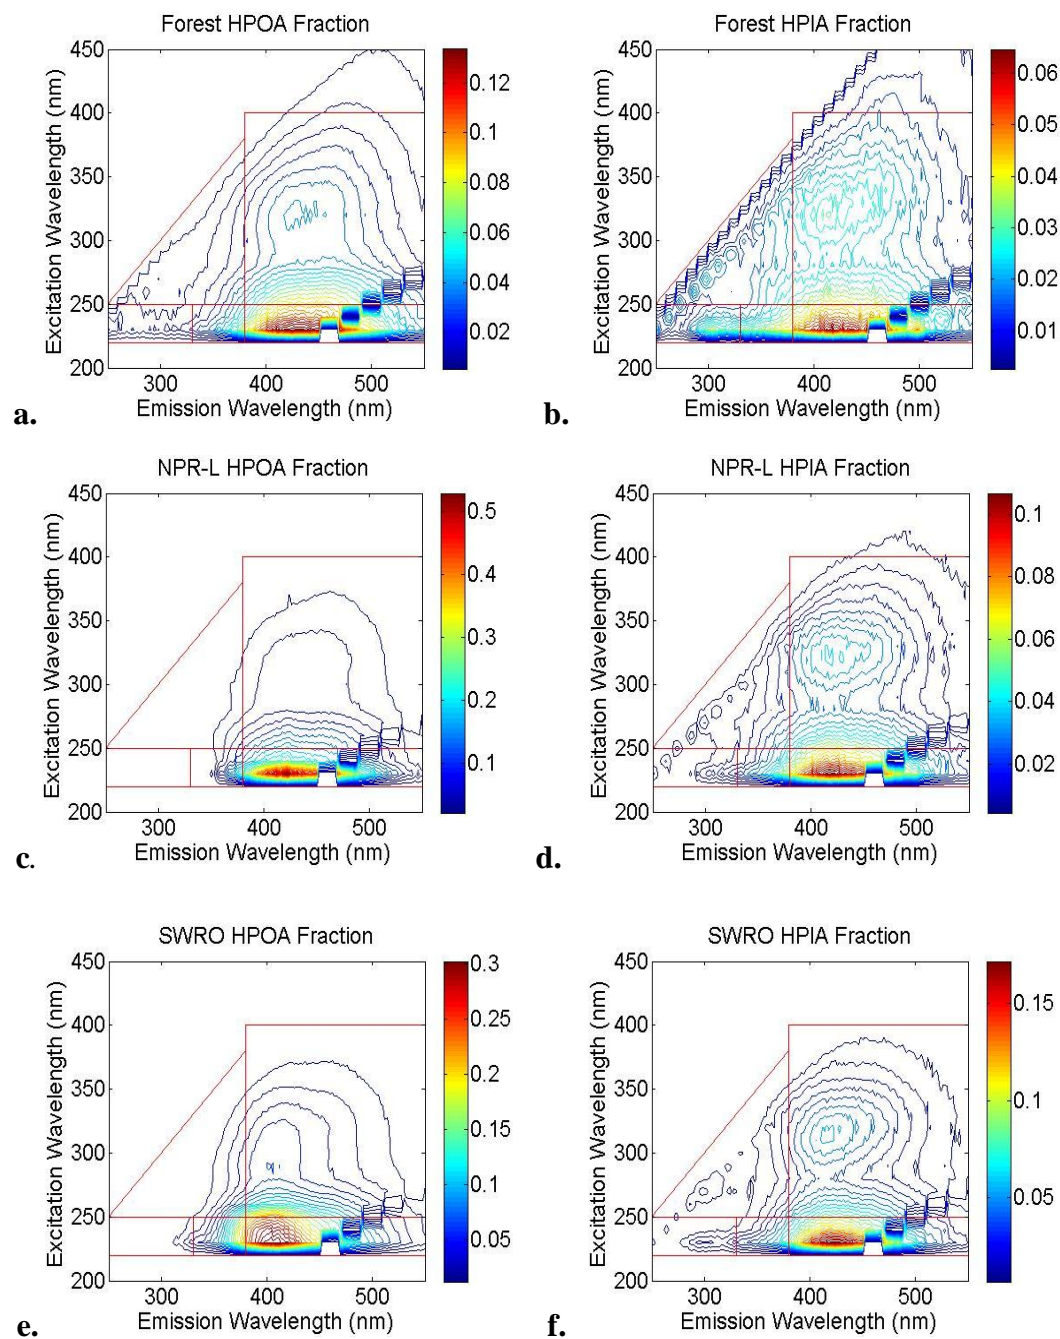 Forest HPOA Fraction
Excitation Wavelength (nm)
450
400
350
300
250
200
300 400 500
Emission Wavelength (nm)
0.12
0.1
0.08
0.06
0.04
0.02
a.
Forest HPIA Fraction
Excitation Wavelength (nm)
450
400
350
300
250
200
300 400 500
Emission Wavelength (nm)
0.06
0.05
0.04
0.03
0.02
0.01
b.
NPR-L HPOA Fraction
Excitation Wavelength (nm)
450
400
350
300
250
200
300 400 500
Emission Wavelength (nm)
0.5
0.4
0.3
0.2
0.1
c.
NPR-L HPIA Fraction
Excitation Wavelength (nm)
450
400
350
300
250
200
300 400 500
Emission Wavelength (nm)
0.1
0.08
0.06
0.04
0.02
d.
SWRO HPOA Fraction
Excitation Wavelength (nm)
450
400
350
300
250
200
300 400 500
Emission Wavelength (nm)
0.3
0.25
0.2
0.15
0.1
0.05
e.
SWRO HPIA Fraction
Excitation Wavelength (nm)
450
400
350
300
250
200
300 400 500
Emission Wavelength (nm)
0.15
0.1
0.05
f.